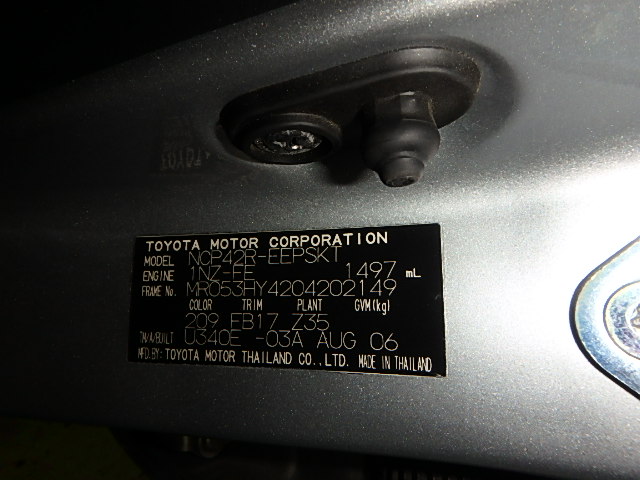 TOYOTA MOTOR CORPORATION
MODEL NCP42R-EEPSKT
ENGINE 1NZ-FE 1497 mL
FRAME No. MR053HY4204202149
COLOR TRIM PLANT GVM(kg)
2Q9 FB17 Z35
T/A/BUILT U340E -03A AUG 06
MFD.BY: TOYOTA MOTOR THAILAND CO., LTD. MADE IN THAILAND